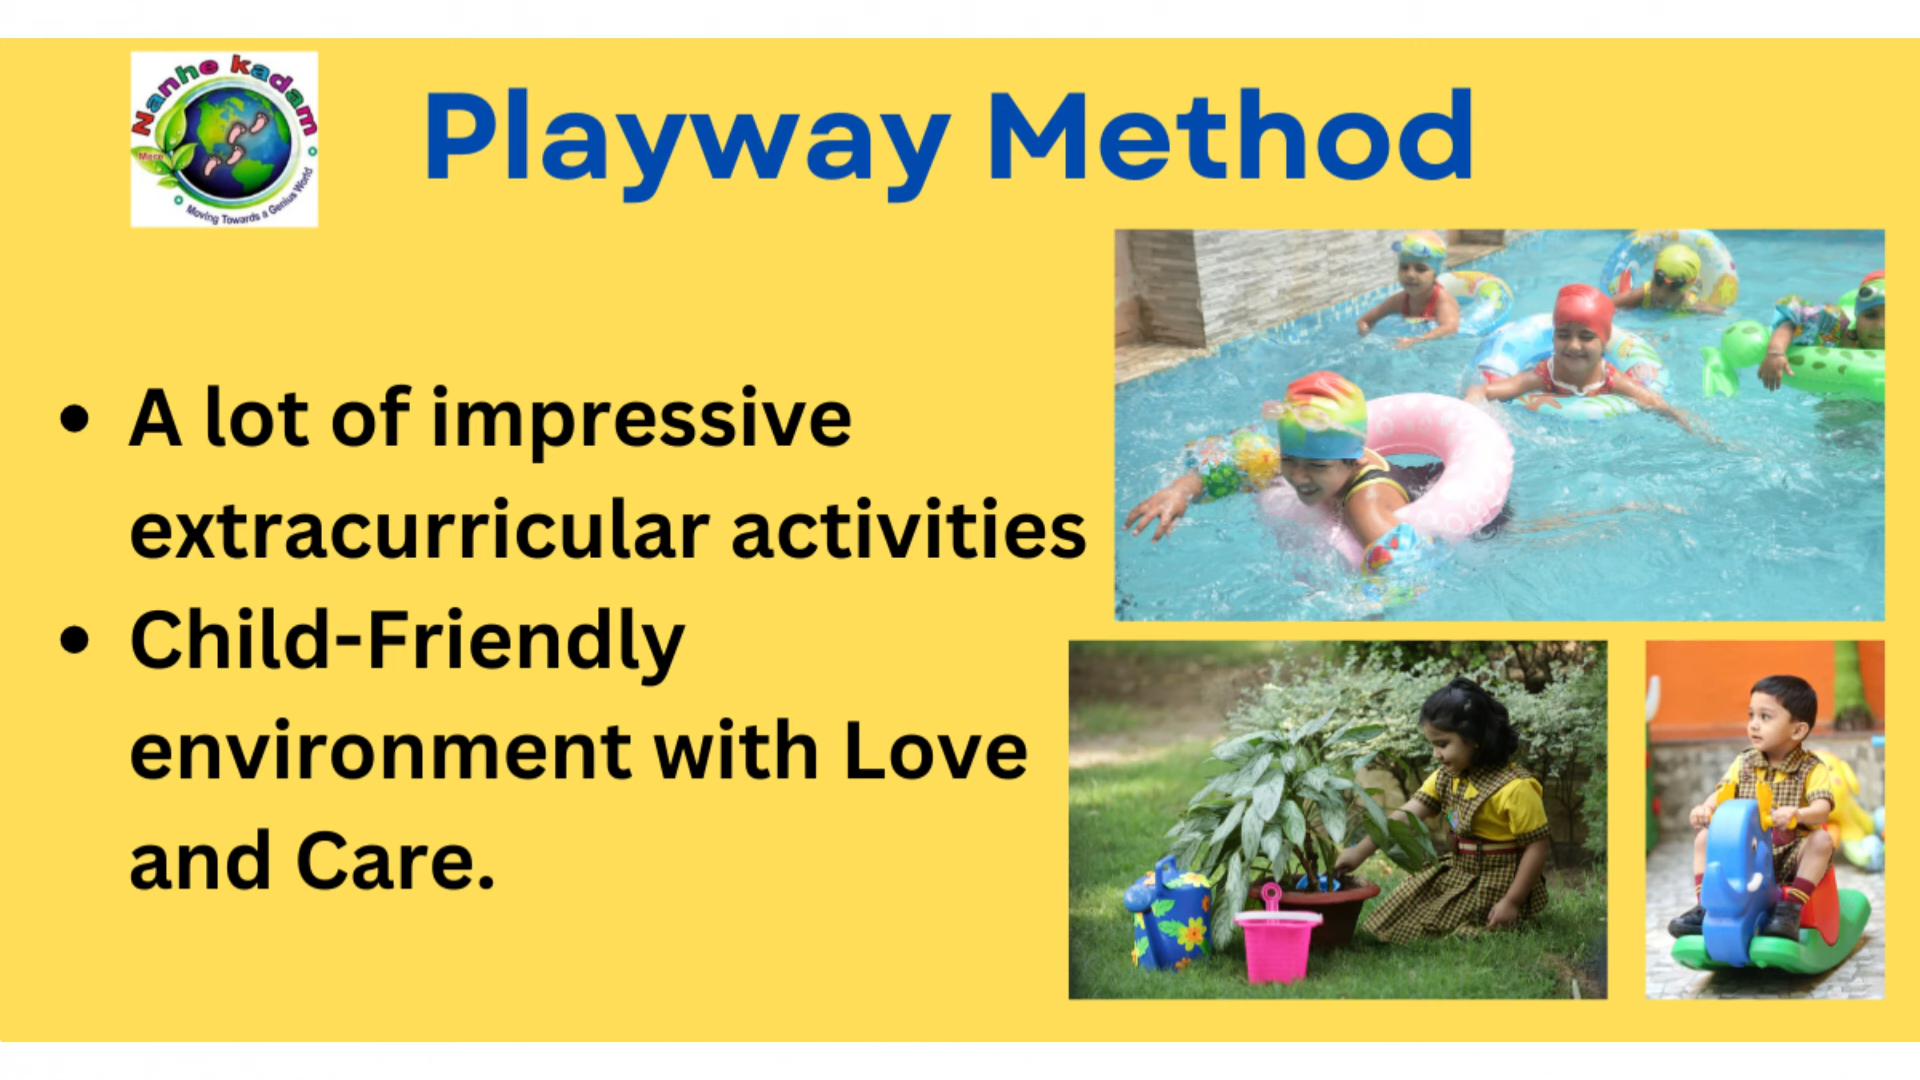 Nanhe kadam
Mere
Moving Towards a Genius World
Playway Method
• A lot of impressive
extracurricular activities
• Child-Friendly
environment with Love
and Care.